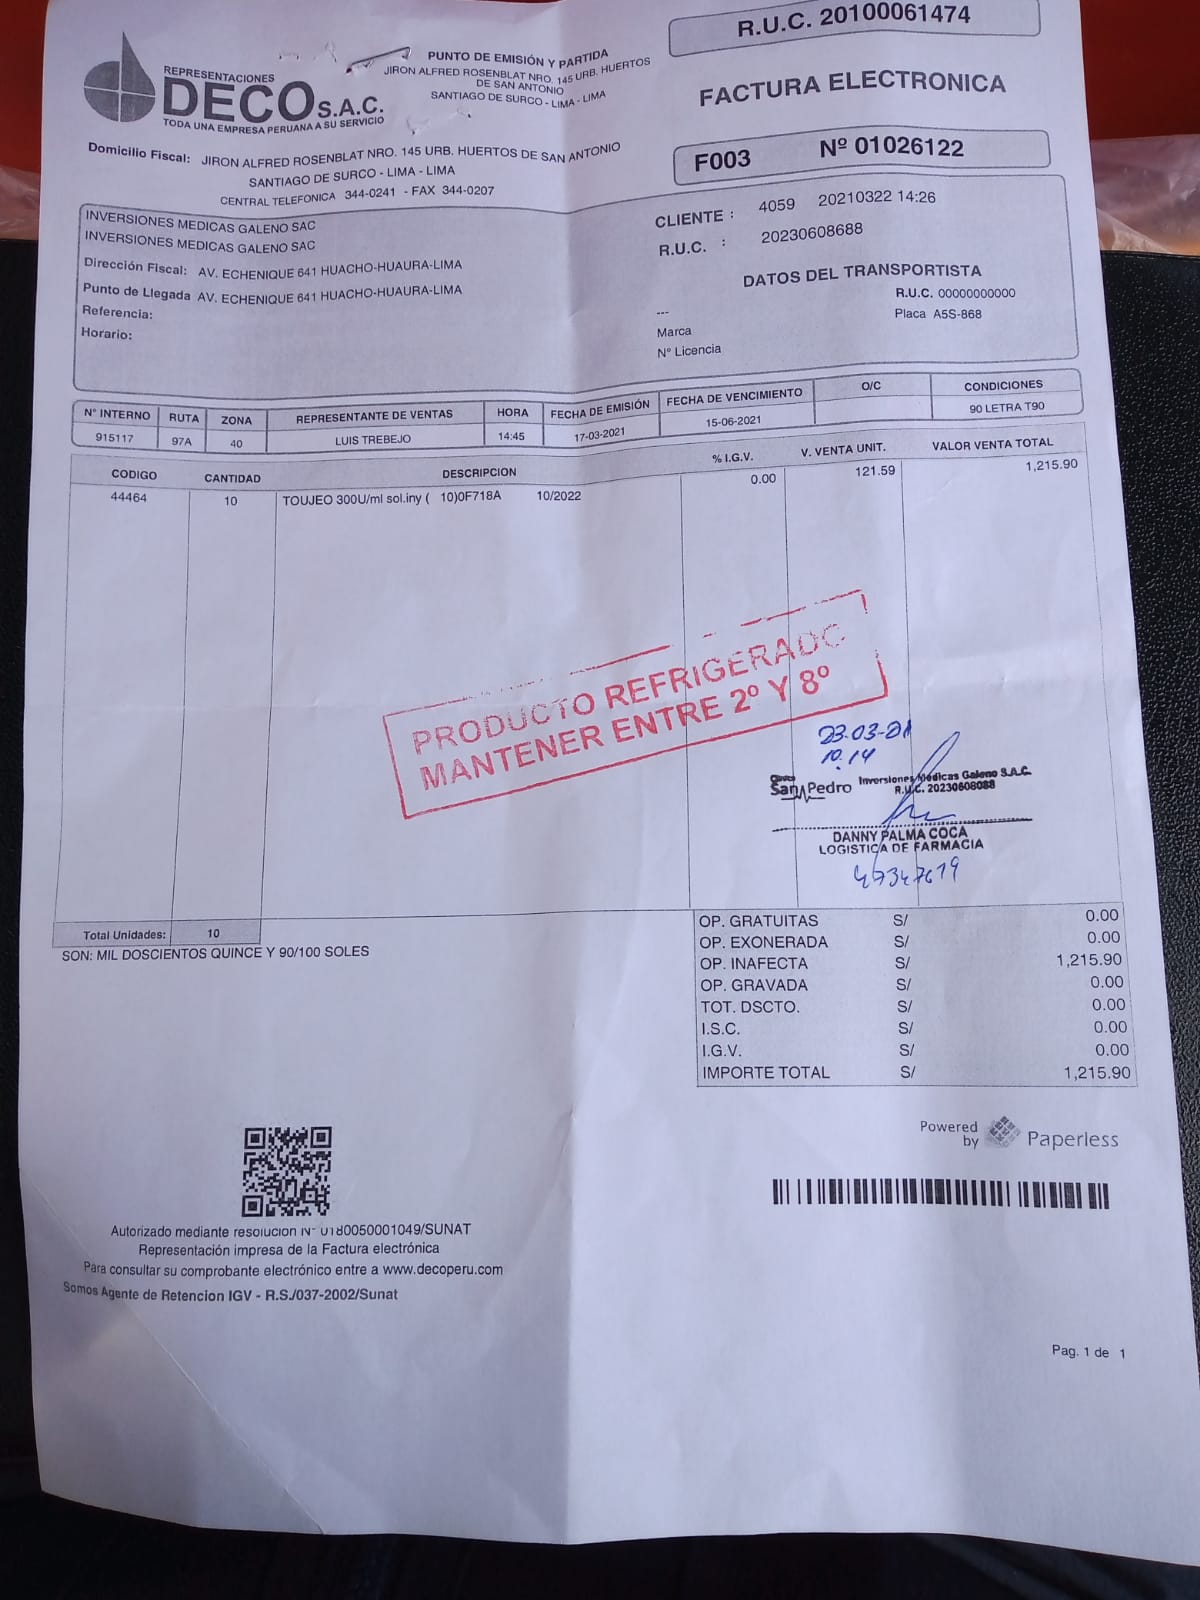 REPRESENTACIONES
DECO S.A.C.
TODA UNA EMPRESA PERUANA A SU SERVICIO
PUNTO DE EMISIÓN Y PARTIDA
JIRON ALFRED ROSENBLAT NRO. 145 URB. HUERTOS
DE SAN ANTONIO
SANTIAGO DE SURCO - LIMA - LIMA
R.U.C. 20100061474
FACTURA ELECTRONICA
F003 Nº 01026122
Domicilio Fiscal: JIRON ALFRED ROSENBLAT NRO. 145 URB. HUERTOS DE SAN ANTONIO
SANTIAGO DE SURCO - LIMA - LIMA
CENTRAL TELEFONICA 344-0241 - FAX 344-0207
INVERSIONES MEDICAS GALENO SAC
INVERSIONES MEDICAS GALENO SAC
Dirección Fiscal: AV. ECHENIQUE 641 HUACHO-HUAURA-LIMA
Punto de Llegada AV. ECHENIQUE 641 HUACHO-HUAURA-LIMA
Referencia:
Horario:
CLIENTE : 4059 20210322 14:26
R.U.C. : 20230608688
DATOS DEL TRANSPORTISTA
R.U.C. 00000000000
--- Placa A5S-868
Marca
Nº Licencia
Nº INTERNO RUTA ZONA REPRESENTANTE DE VENTAS HORA FECHA DE EMISIÓN FECHA DE VENCIMIENTO O/C CONDICIONES
915117 97A 40 LUIS TREBEJO 14:45 17-03-2021 15-06-2021 90 LETRA T90
CODIGO CANTIDAD DESCRIPCION % I.G.V. V. VENTA UNIT. VALOR VENTA TOTAL
44464 10 TOUJEO 300U/ml sol.iny ( 10)0F718A 10/2022 0.00 121.59 1,215.90
PRODUCTO REFRIGERADO
MANTENER ENTRE 2º Y 8º
23-03-21
10:14
Clínica San Pedro Inversiones Médicas Galeno S.A.C.
R.U.C. 20230608088
DANNY PALMA COCA
LOGISTICA DE FARMACIA
47347619
Total Unidades: 10
SON: MIL DOSCIENTOS QUINCE Y 90/100 SOLES
OP. GRATUITAS S/ 0.00
OP. EXONERADA S/ 0.00
OP. INAFECTA S/ 1,215.90
OP. GRAVADA S/ 0.00
TOT. DSCTO. S/ 0.00
I.S.C. S/ 0.00
I.G.V. S/ 0.00
IMPORTE TOTAL S/ 1,215.90
Powered
by Paperless
Autorizado mediante resolucion Nº 0180050001049/SUNAT
Representación impresa de la Factura electrónica
Para consultar su comprobante electrónico entre a www.decoperu.com
Somos Agente de Retencion IGV - R.S./037-2002/Sunat
Pag. 1 de 1